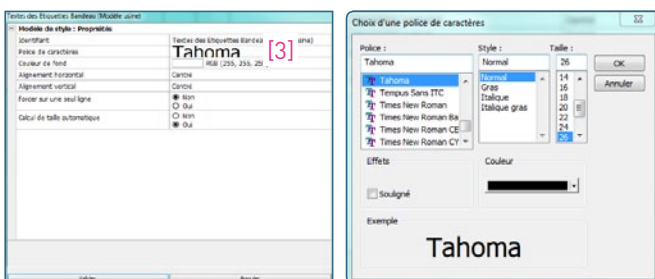 Textes des Etiquettes Bandeau (Modèle usine)
Modèle de style : Propriétés
Identifiant Textes des Etiquettes Bandea
Police de caractères Tahoma [3]
Couleur de fond RGB (255, 255, 25
Alignement horizontal Centré
Alignement vertical Centré
Forcer sur une seul ligne Non
Oui
Calcul de taille automatique Non
Oui
Choix d'une police de caractères
Police : Style : Taille :
Tahoma Normal 26 OK
Tahoma Normal 14 Annuler
Tempus Sans ITC Gras 16
Times New Roman Italique 18
Times New Roman Ba Italique gras 20
Times New Roman CE 22
Times New Roman CY 24
26
Effets Couleur
Souligné
Exemple
Tahoma